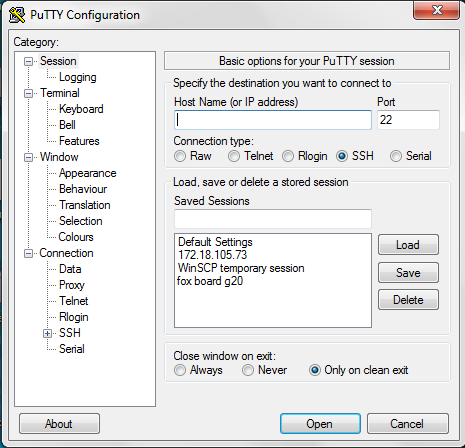 PuTTY Configuration
Category:
Session
Logging
Terminal
Keyboard
Bell
Features
Window
Appearance
Behaviour
Translation
Selection
Colours
Connection
Data
Proxy
Telnet
Rlogin
SSH
Serial
Basic options for your PuTTY session
Specify the destination you want to connect to
Host Name (or IP address) Port
22
Connection type:
Raw Telnet Rlogin SSH Serial
Load, save or delete a stored session
Saved Sessions
Default Settings
172.18.105.73
WinSCP temporary session
fox board g20
Load
Save
Delete
Close window on exit:
Always Never Only on clean exit
About Open Cancel